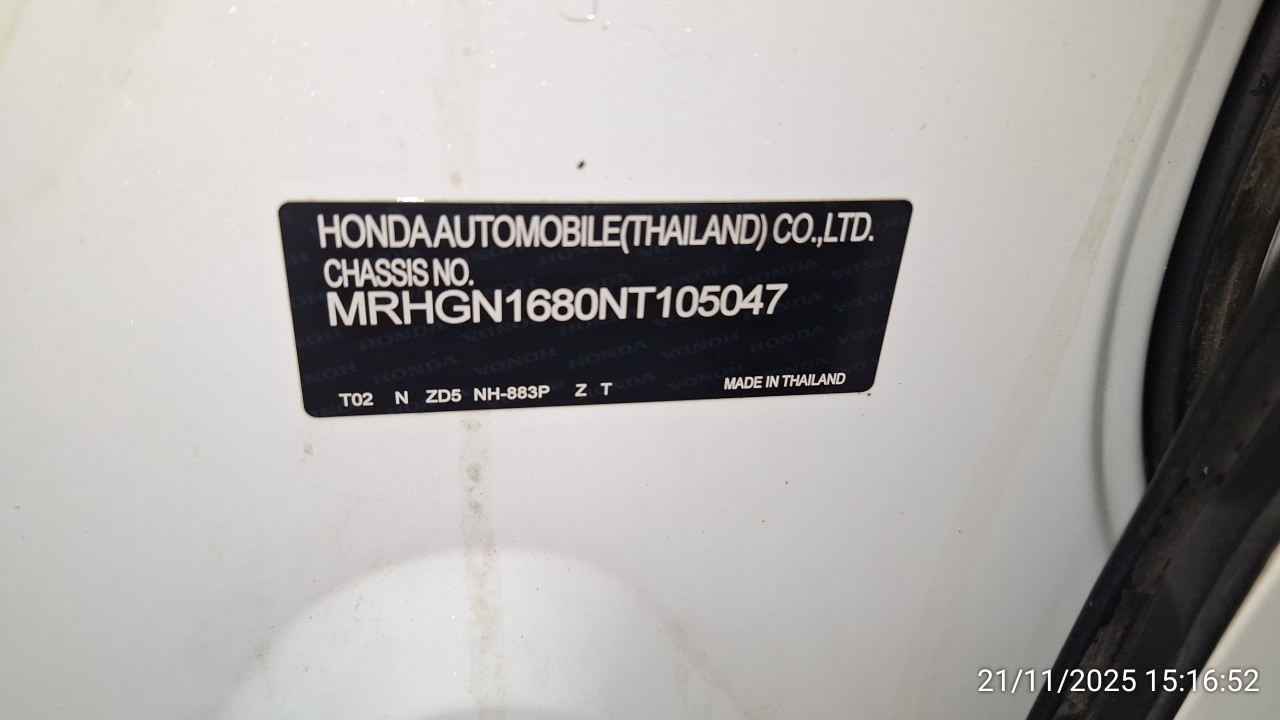 HONDA AUTOMOBILE(THAILAND) CO.,LTD.
CHASSIS NO.
MRHGN1680NT105047
T02 N ZD5 NH-883P Z T MADE IN THAILAND
21/11/2025 15:16:52